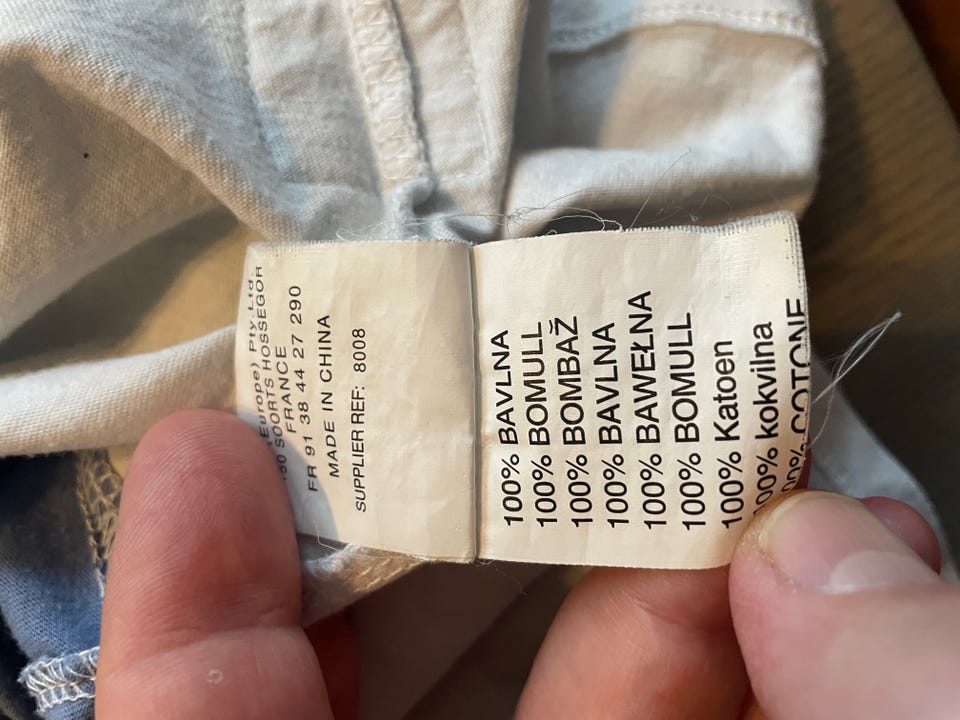 Europe) Pty.Ltd.
SOORTS HOSSEGOR
FRANCE
FR 91 38 44 27 290
MADE IN CHINA
SUPPLIER REF: 8008
100% BAVLNA
100% BOMULL
100% BOMBAŽ
100% BAVLNA
100% BAWEŁNA
100% BOMULL
100% Katoen
100% kokvilna
COTONE